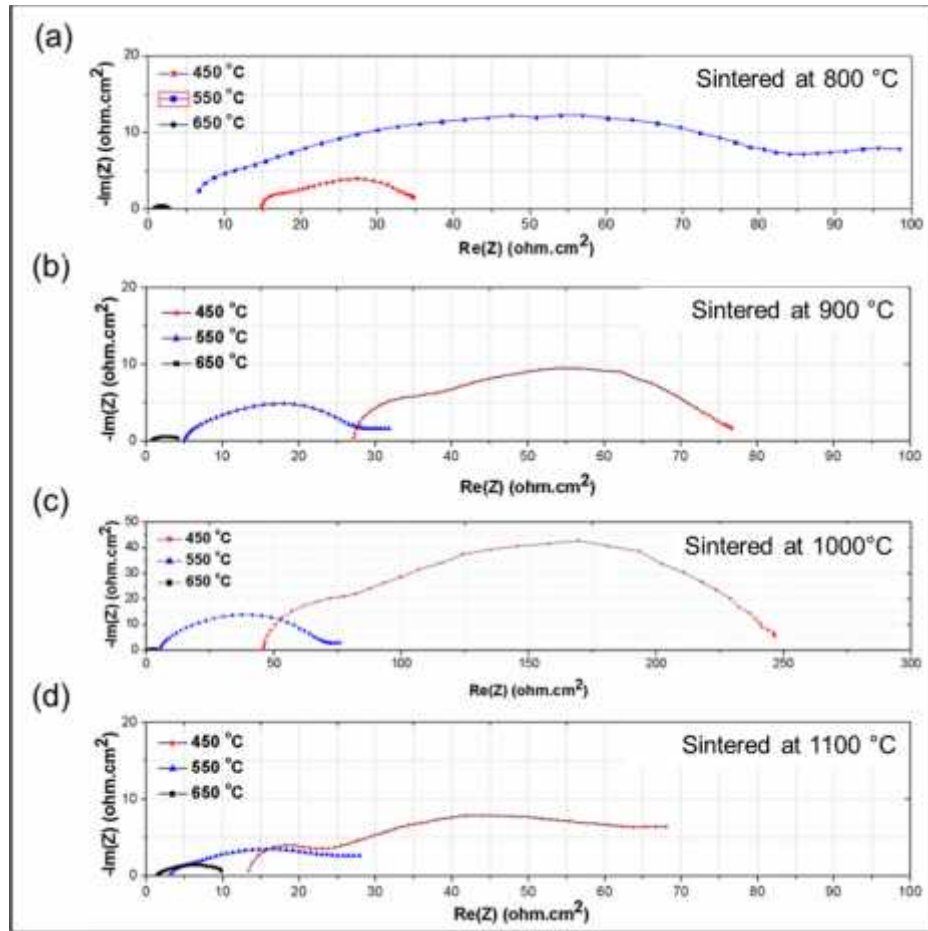 (a)
20
10
0
-Im(Z) (ohm.cm²)
450 °C
550 °C
650 °C
Sintered at 800 °C
0 10 20 30 40 50 60 70 80 90 100
Re(Z) (ohm.cm²)
(b)
20
10
0
-Im(Z) (ohm.cm²)
450 °C
550 °C
650 °C
Sintered at 900 °C
0 10 20 30 40 50 60 70 80 90 100
Re(Z) (ohm.cm²)
(c)
50
40
30
20
10
0
-Im(Z) (ohm.cm²)
450 °C
550 °C
650 °C
Sintered at 1000°C
0 50 100 150 200 250 300
Re(Z) (ohm.cm²)
(d)
20
10
0
-Im(Z) (ohm.cm²)
450 °C
550 °C
650 °C
Sintered at 1100 °C
0 10 20 30 40 50 60 70 80 90 100
Re(Z) (ohm.cm²)